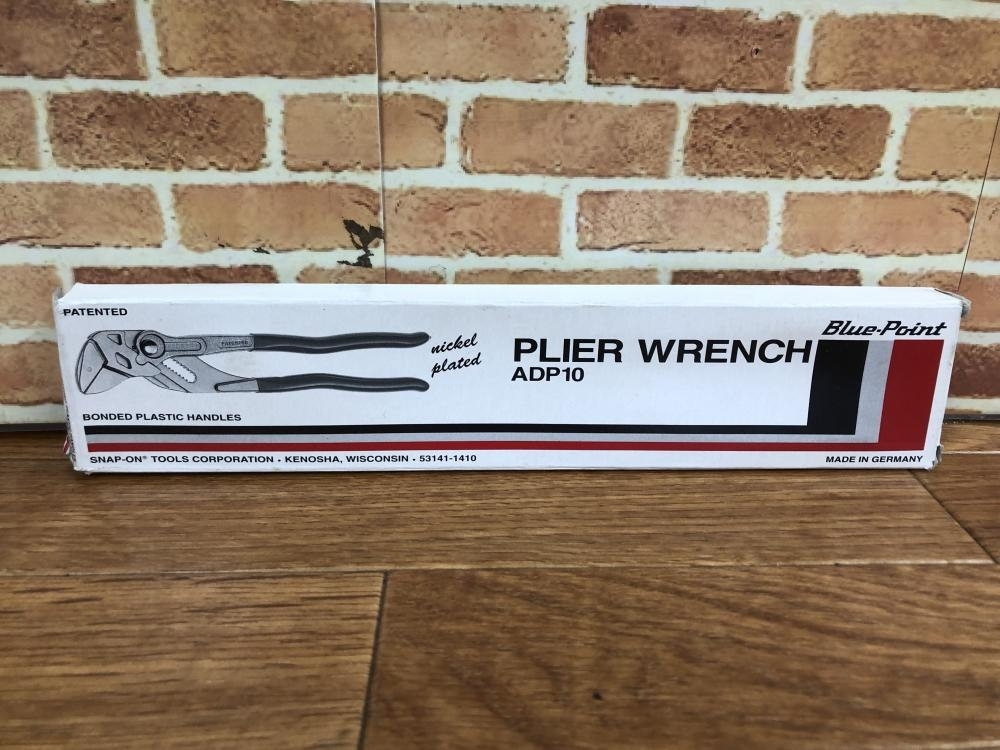 PATENTED
Blue-Point
nickel
plated
PLIER WRENCH
ADP10
BONDED PLASTIC HANDLES
SNAP-ON® TOOLS CORPORATION • KENOSHA, WISCONSIN • 53141-1410
MADE IN GERMANY
PATENTED